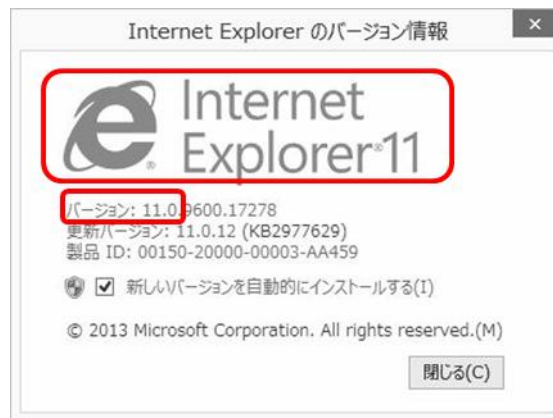 Internet Explorer のバージョン情報
Internet
Explorer®11
バージョン: 11.0.9600.17278
更新バージョン: 11.0.12 (KB2977629)
製品 ID: 00150-20000-00003-AA459
新しいバージョンを自動的にインストールする(I)
© 2013 Microsoft Corporation. All rights reserved.(M)
閉じる(C)